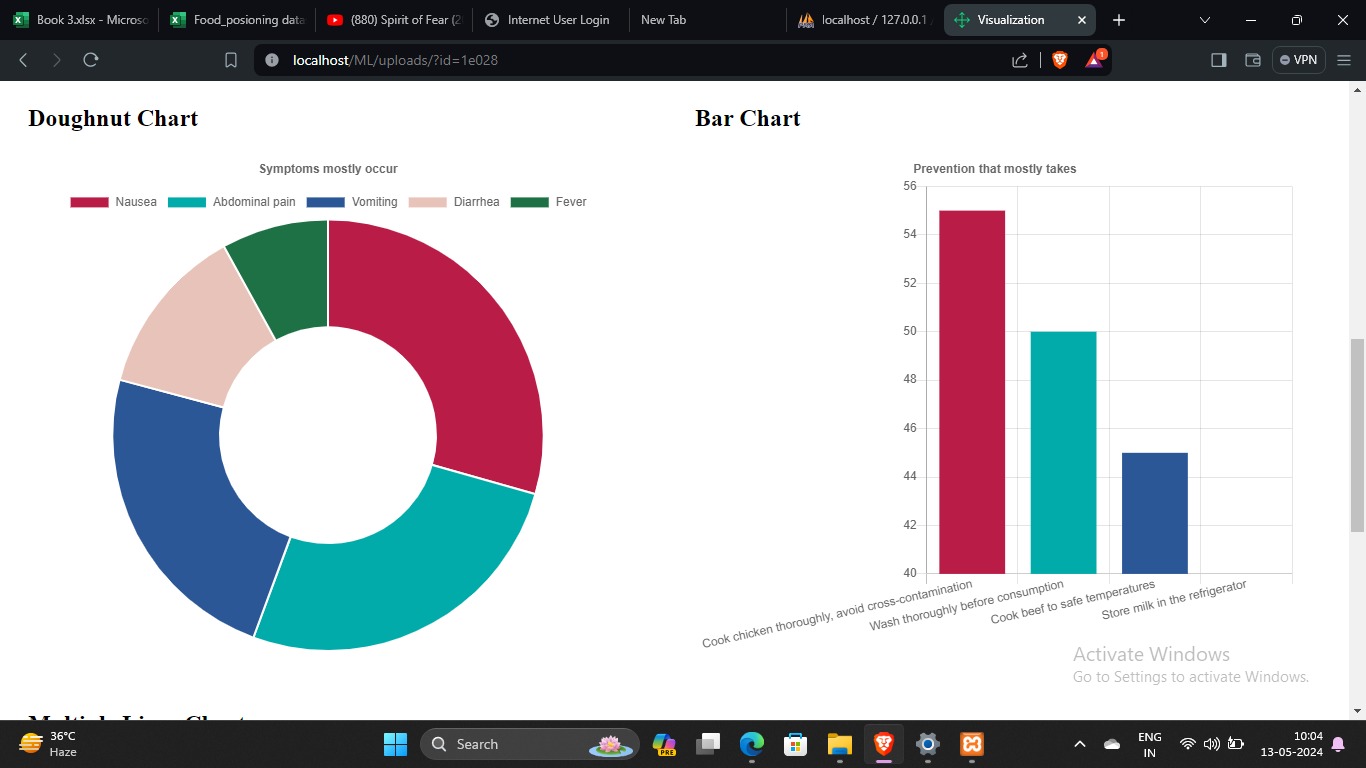 Book 3.xlsx - Microso
Food_posioning data
(880) Spirit of Fear (2
Internet User Login
New Tab
localhost / 127.0.0.1 /
Visualization
localhost/ML/uploads/?id=1e028
1
VPN
Doughnut Chart
Bar Chart
Symptoms mostly occur
Nausea
Abdominal pain
Vomiting
Diarrhea
Fever
Prevention that mostly takes
56
54
52
50
48
46
44
42
40
Cook chicken thoroughly, avoid cross-contamination
Wash thoroughly before consumption
Cook beef to safe temperatures
Store milk in the refrigerator
Activate Windows
Go to Settings to activate Windows.
36°C
Haze
Search
PRE
ENG
IN
10:04
13-05-2024